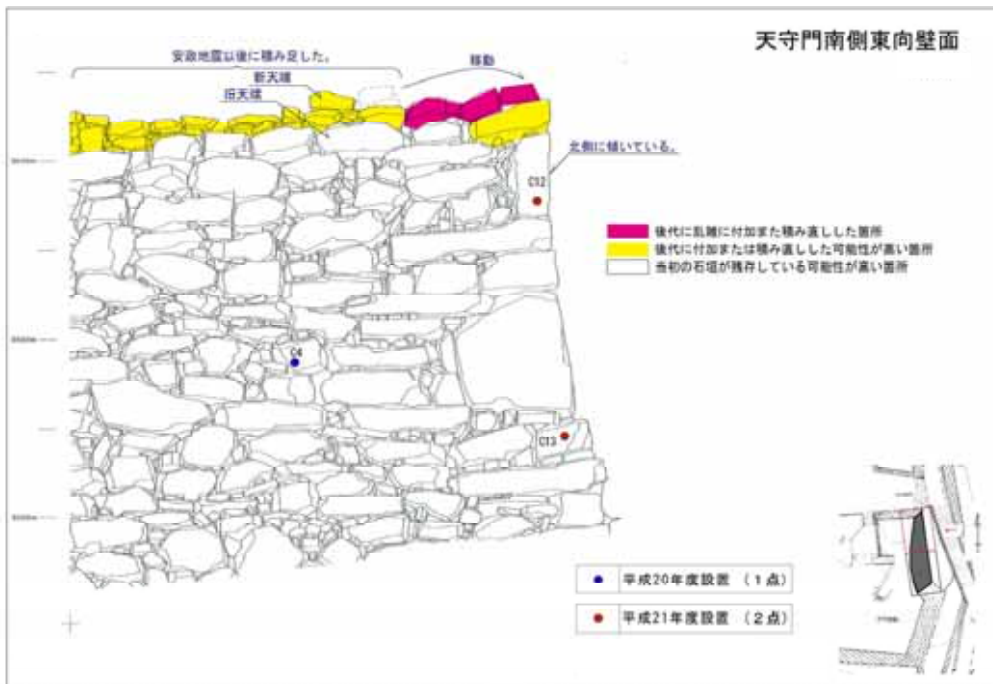 天守門南側東向壁面
安政地震以後に積み足した。
移動
新天端
旧天端
北側に傾いている。
C12
後代に乱雑に付加また積み直しした箇所
後代に付加または積み直しした可能性が高い箇所
当初の石垣が残存している可能性が高い箇所
C4
C13
平成20年度設置 (1点)
平成21年度設置 (2点)